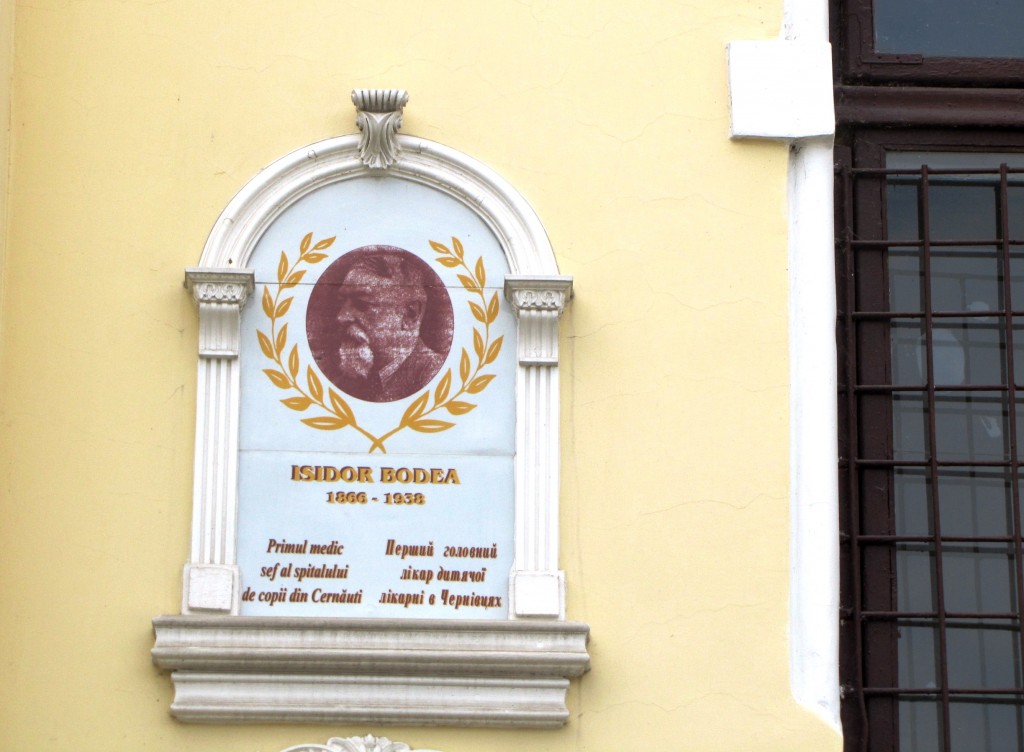 ISIDOR BODEA
1866 - 1938
Primul medic
sef al spitalului
de copii din Cernăuti
Перший головний
лікар дитячої
лікарні в Чернівцях